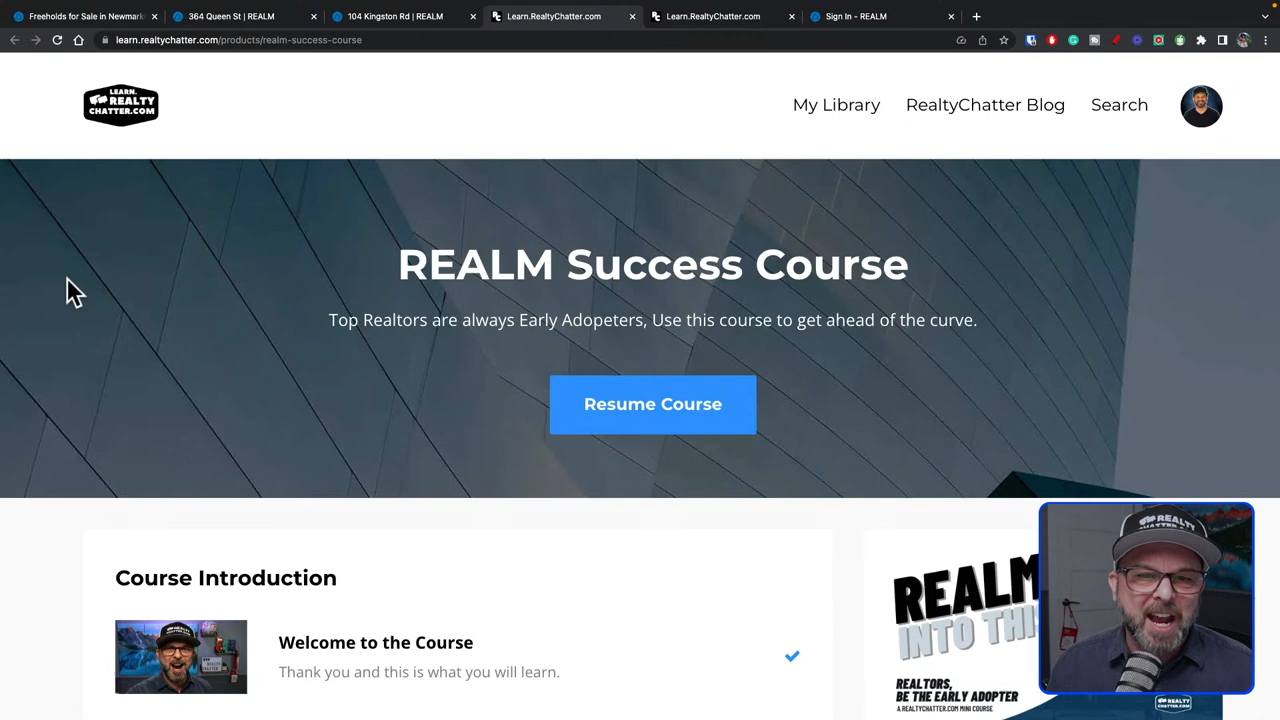 Freeholds for Sale in Newmark
364 Queen St | REALM
104 Kingston Rd | REALM
Learn.RealtyChatter.com
Learn.RealtyChatter.com
Sign In - REALM
learn.realtychatter.com/products/realm-success-course
LEARN.
REALTY
CHATTER.COM
My Library
RealtyChatter Blog
Search
REALM Success Course
Top Realtors are always Early Adopeters, Use this course to get ahead of the curve.
Resume Course
Course Introduction
Welcome to the Course
Thank you and this is what you will learn.
REALM
INTO THI
REALTORS,
BE THE EARLY ADOPTER
A REALTYCHATTER.COM MINI COURSE
REALTY
CHATTER